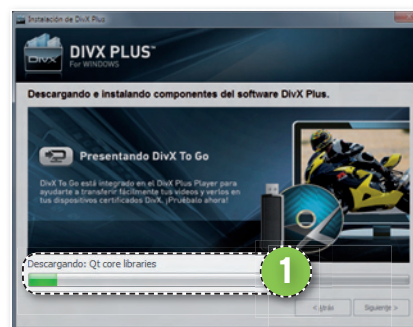 Instalación de DivX Plus
DIVX
DIVX PLUS™
For WINDOWS
Descargando e instalando componentes del software DivX Plus.
Presentando DivX To Go
DivX To Go está integrado en el DivX Plus Player para
ayudarte a transferir fácilmente tus videos y verlos en
tus dispositivos certificados DivX. ¡Pruébalo ahora!
Descargando: Qt core libraries
1
< Atrás
Siguiente >